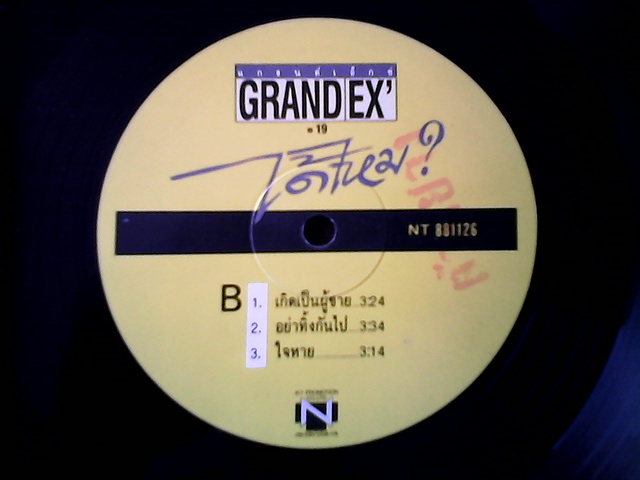 แกรนด์เอ็กซ์
GRAND EX'
19
ได้ไหม?
NT 881126
B
1. เกิดเป็นผู้ชาย 3:24
2. อย่าทิ้งกันไป 3:34
3. ใจหาย 3:14
N